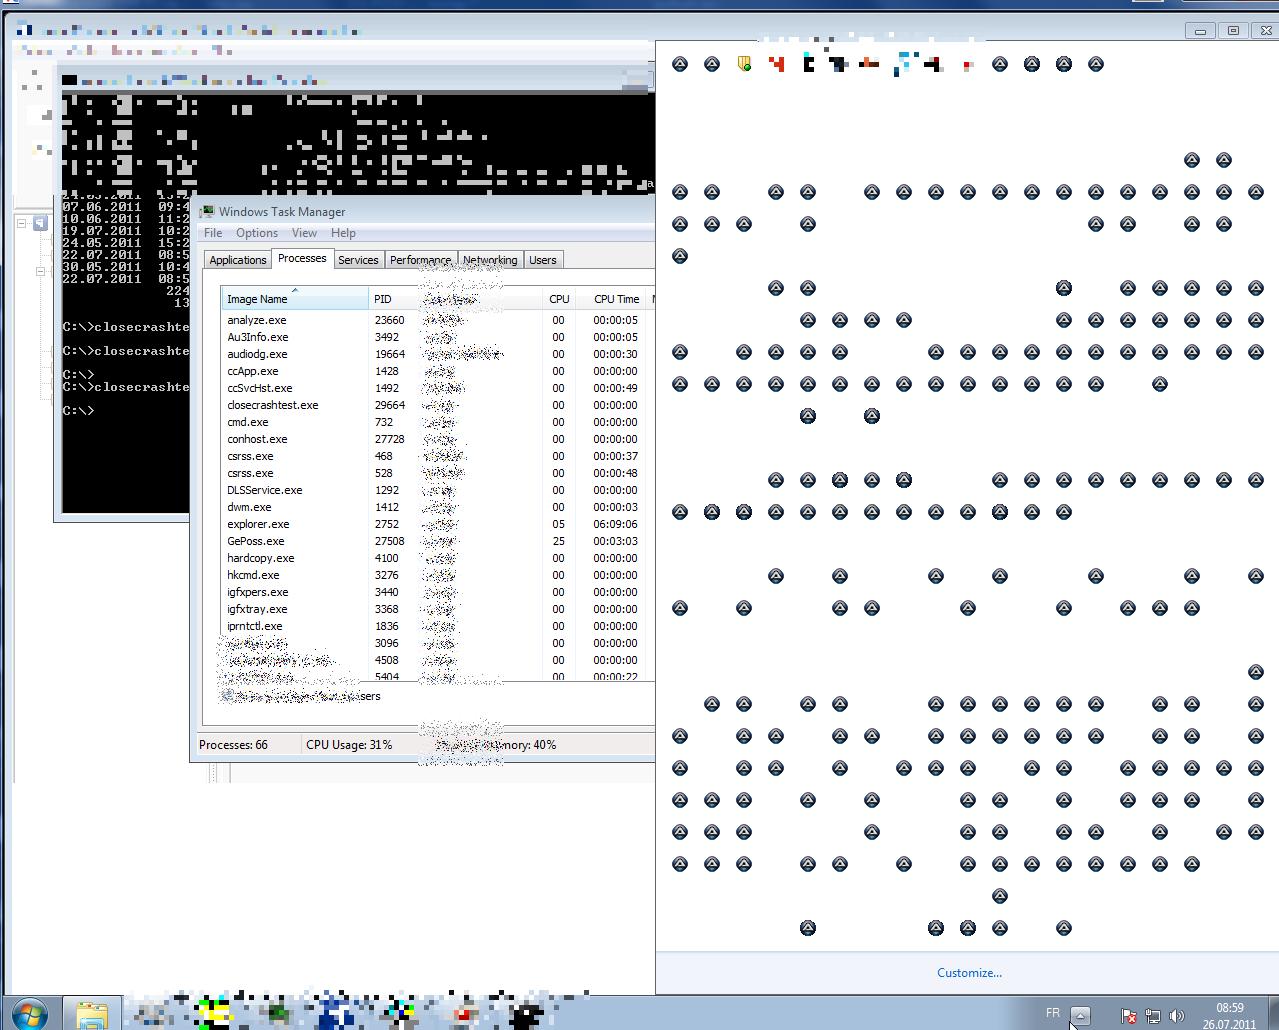 24.05.2011 15:2
07.06.2011 09:4
10.06.2011 11:2
19.07.2011 10:2
24.05.2011 15:2
22.07.2011 08:5
30.05.2011 10:4
22.07.2011 08:5
224
13
C:\>closecrashte
C:\>closecrashte
C:\>
C:\>closecrashte
C:\>
Windows Task Manager
File Options View Help
Applications Processes Services Performance Networking Users
Image Name PID CPU CPU Time
analyze.exe 23660 00 00:00:05
Au3Info.exe 3492 00 00:00:05
audiodg.exe 19664 00 00:00:30
ccApp.exe 1428 00 00:00:00
ccSvcHst.exe 1492 00 00:00:49
closecrashtest.exe 29664 00 00:00:00
cmd.exe 732 00 00:00:00
conhost.exe 27728 00 00:00:00
csrss.exe 468 00 00:00:37
csrss.exe 528 00 00:00:48
DLSService.exe 1292 00 00:00:00
dwm.exe 1412 00 00:00:03
explorer.exe 2752 05 06:09:06
GePoss.exe 27508 25 00:03:03
hardcopy.exe 4100 00 00:00:00
hkcmd.exe 3276 00 00:00:00
igfxpers.exe 3440 00 00:00:00
igfxtray.exe 3368 00 00:00:00
iprntctl.exe 1836 00 00:00:00
3096 00 00:00:00
4508 00 00:00:00
5404 00 00:00:22
users
Processes: 66 CPU Usage: 31% Memory: 40%
Customize...
FR 08:59
26.07.2011